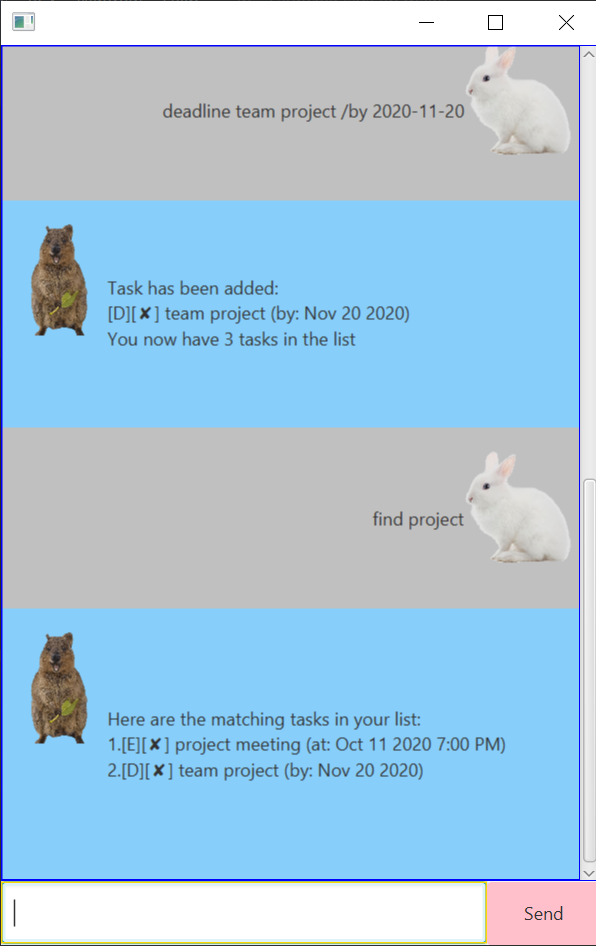 deadline team project /by 2020-11-20
Task has been added:
[D][✘] team project (by: Nov 20 2020)
You now have 3 tasks in the list
find project
Here are the matching tasks in your list:
1.[E][✘] project meeting (at: Oct 11 2020 7:00 PM)
2.[D][✘] team project (by: Nov 20 2020)
Send